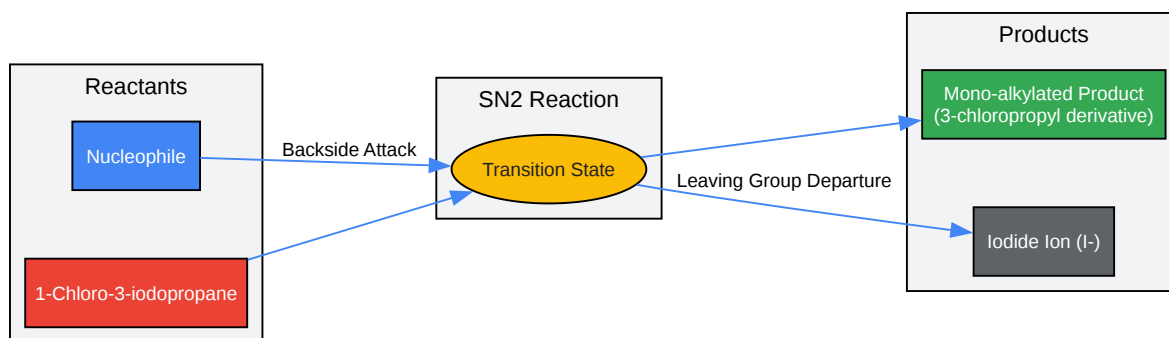 Reactants
Nucleophile
1-Chloro-3-iodopropane
Backside Attack
SN2 Reaction
Transition State
Leaving Group Departure
Products
Mono-alkylated Product
(3-chloropropyl derivative)
Iodide Ion (I-)